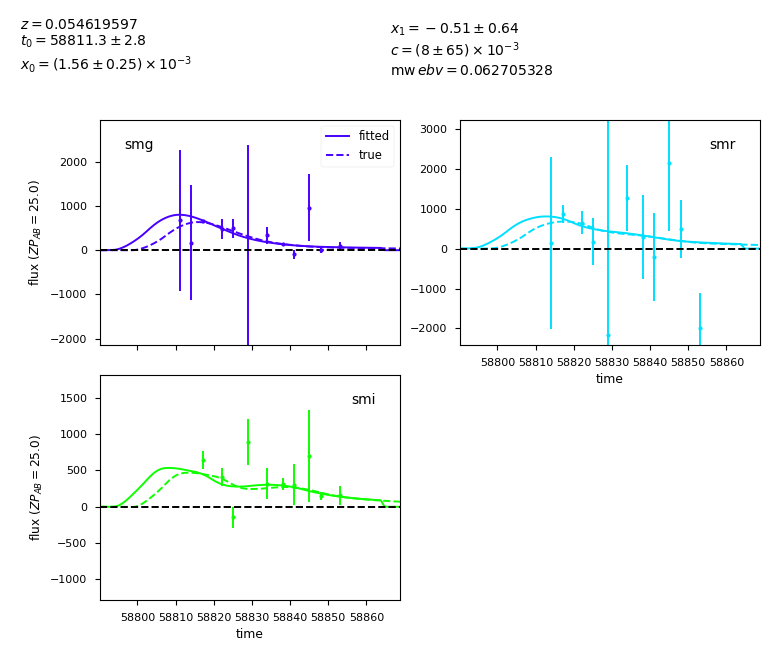 z = 0.054619597
t₀ = 58811.3 ± 2.8
x₀ = (1.56 ± 0.25) × 10⁻³
x₁ = −0.51 ± 0.64
c = (8 ± 65) × 10⁻³
mw ebv = 0.062705328
smg
fitted
true
flux (ZP_AB = 25.0)
2000
1000
0
−1000
−2000
smr
3000
2000
1000
0
−1000
−2000
58800 58810 58820 58830 58840 58850 58860
time
smi
flux (ZP_AB = 25.0)
1500
1000
500
0
−500
−1000
58800 58810 58820 58830 58840 58850 58860
time